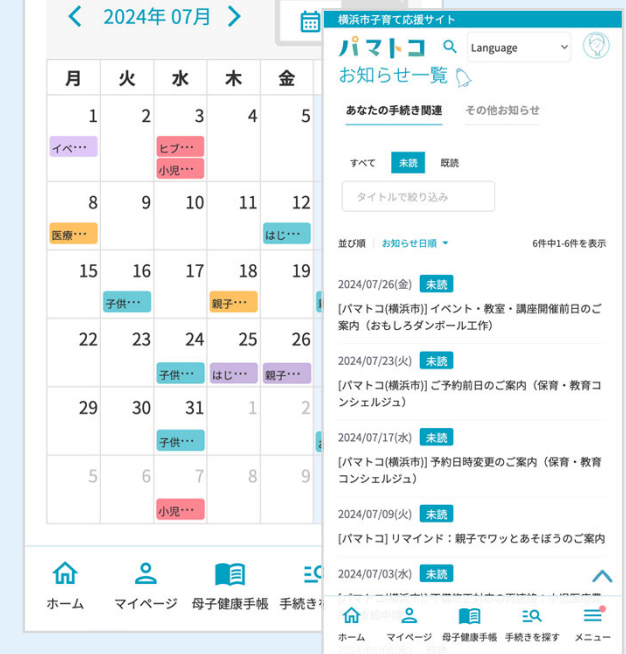 2024年 07月
月 火 水 木 金
1 2 3 4 5
イベ…
ヒブ…
小児…
8 9 10 11 12
医療…
はじ…
15 16 17 18 19
子供…
親子…
22 23 24 25 26
子供…
はじ…
親子…
29 30 31 1 2
子供…
5 6 7 8 9
小児…
ホーム
マイページ
母子健康手帳
横浜市子育て応援サイト
パマトコ
Language
お知らせ一覧
あなたの手続き関連
その他お知らせ
すべて
未読
既読
タイトルで絞り込み
並び順
お知らせ日順
6件中1-6件を表示
2024/07/26(金) 未読
[パマトコ(横浜市)] イベント・教室・講座開催前日のご
案内（おもしろダンボール工作）
2024/07/23(火) 未読
[パマトコ(横浜市)] ご予約前日のご案内（保育・教育コ
ンシェルジュ）
2024/07/17(水) 未読
[パマトコ(横浜市)] 予約日時変更のご案内（保育・教育
コンシェルジュ）
2024/07/09(火) 未読
[パマトコ] リマインド：親子でワッとあそぼうのご案内
2024/07/03(水) 未読
ホーム
マイページ
母子健康手帳
手続きを探す
メニュー